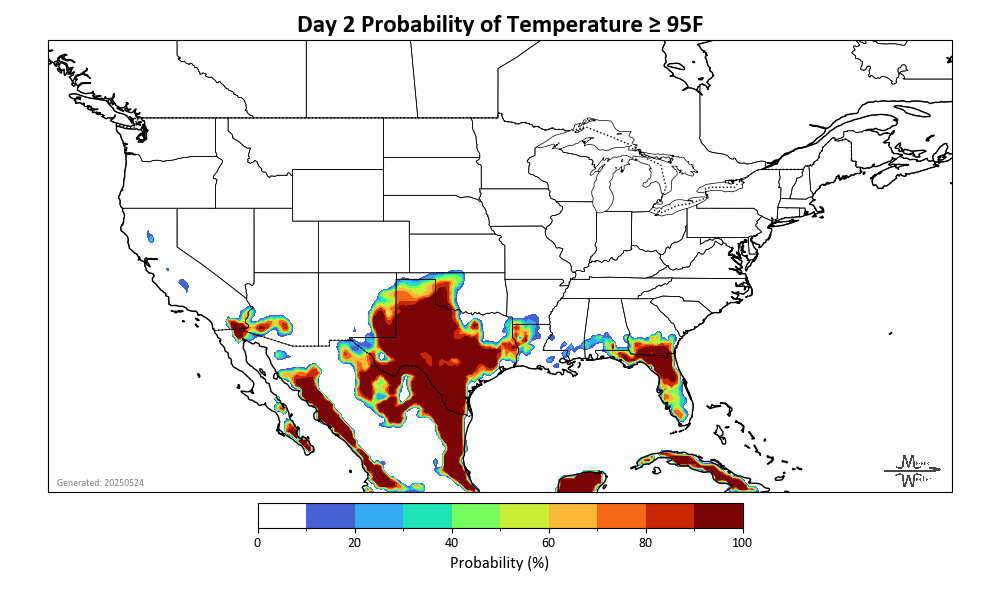 Day 2 Probability of Temperature ≥ 95F
Generated: 20250524
0 20 40 60 80 100
Probability (%)